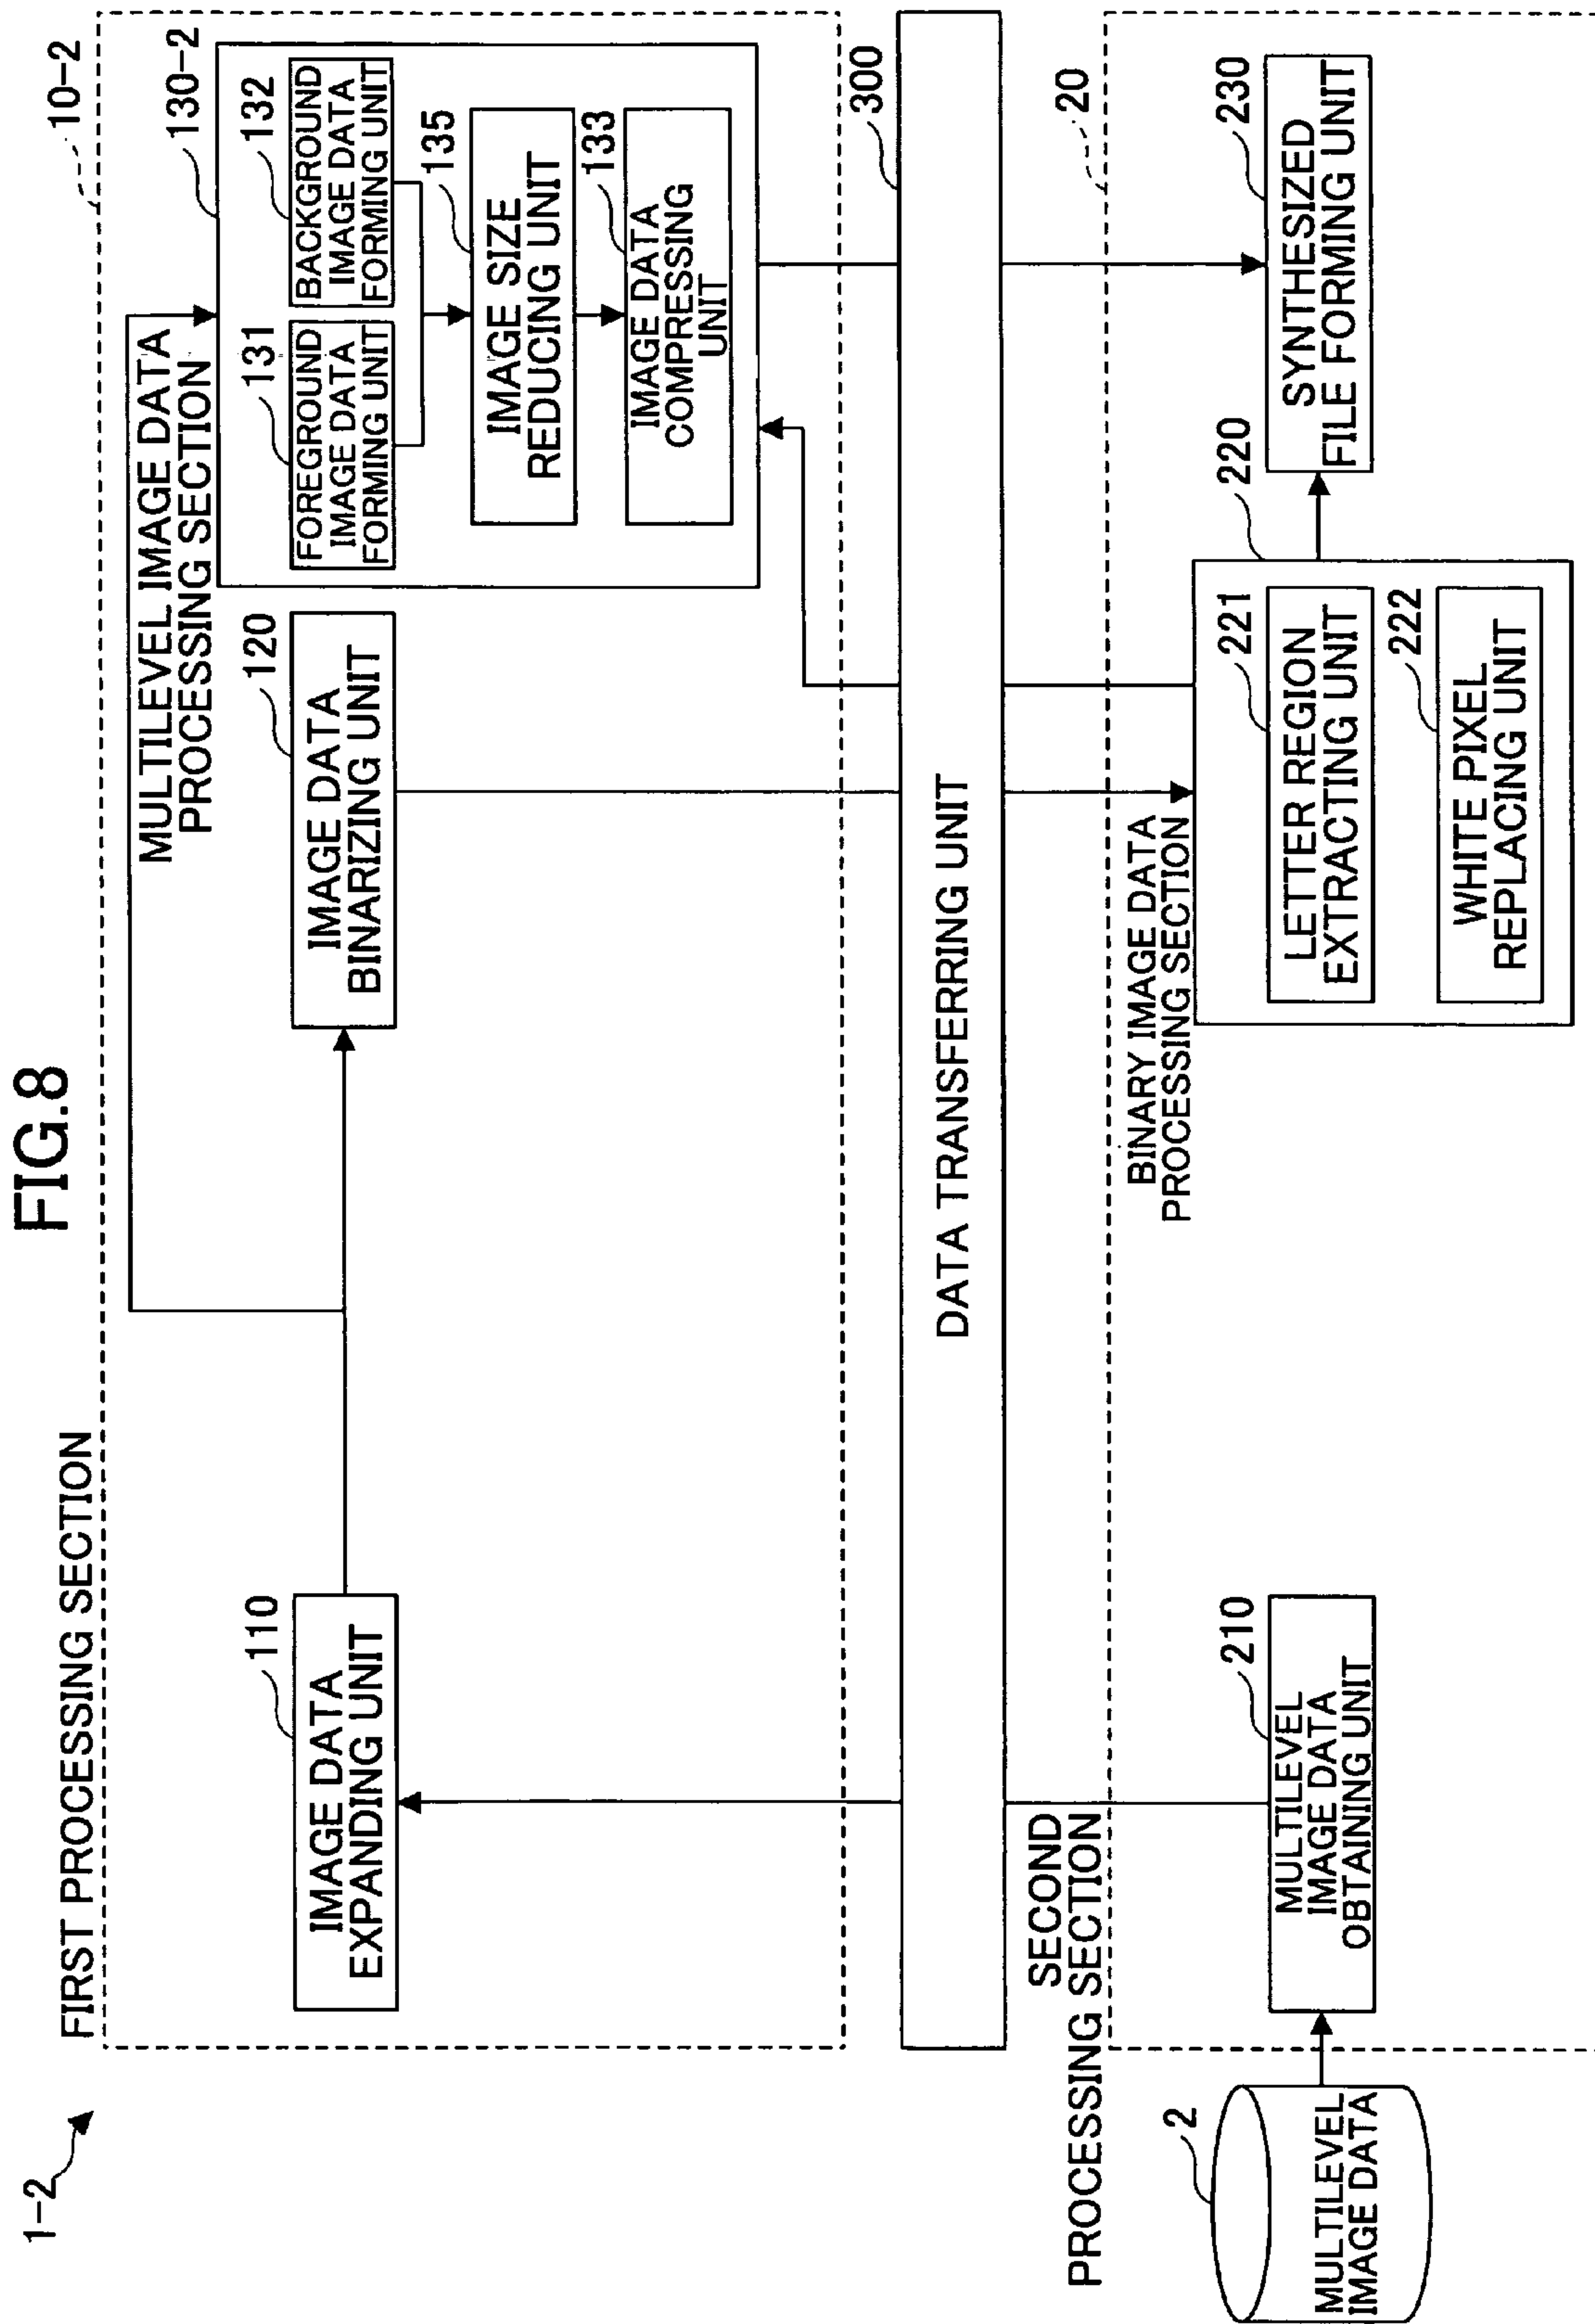 FIG.8
1-2
FIRST PROCESSING SECTION
10-2
MULTILEVEL IMAGE DATA
PROCESSING SECTION
130-2
110
IMAGE DATA
EXPANDING UNIT
120
IMAGE DATA
BINARIZING UNIT
131
FOREGROUND
IMAGE DATA
FORMING UNIT
132
BACKGROUND
IMAGE DATA
FORMING UNIT
135
IMAGE SIZE
REDUCING UNIT
133
IMAGE DATA
COMPRESSING
UNIT
300
DATA TRANSFERRING UNIT
SECOND
PROCESSING SECTION
20
2
MULTILEVEL
IMAGE DATA
210
MULTILEVEL
IMAGE DATA
OBTAINING UNIT
BINARY IMAGE DATA
PROCESSING SECTION
220
221
LETTER REGION
EXTRACTING UNIT
222
WHITE PIXEL
REPLACING UNIT
230
SYNTHESIZED
FILE FORMING UNIT